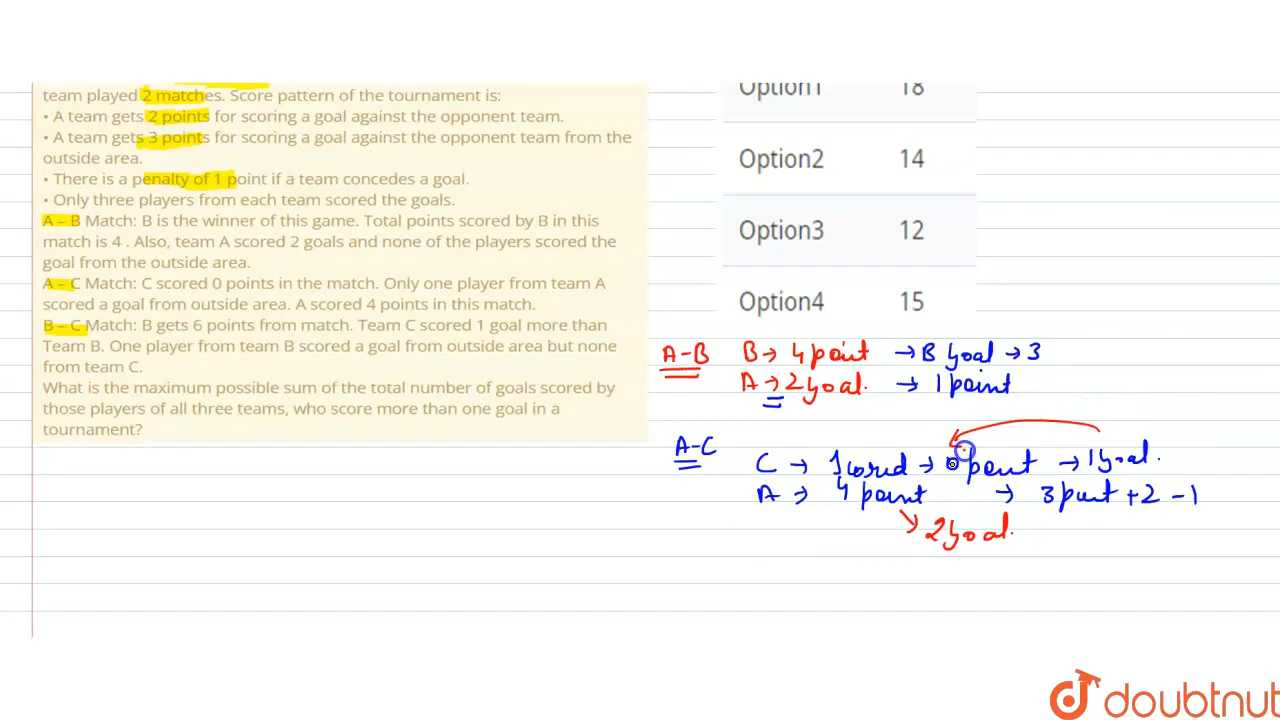 team played 2 matches. Score pattern of the tournament is:
• A team gets 2 points for scoring a goal against the opponent team.
• A team gets 3 points for scoring a goal against the opponent team from the
outside area.
• There is a penalty of 1 point if a team concedes a goal.
• Only three players from each team scored the goals.
A – B Match: B is the winner of this game. Total points scored by B in this
match is 4 . Also, team A scored 2 goals and none of the players scored the
goal from the outside area.
A – C Match: C scored 0 points in the match. Only one player from team A
scored a goal from outside area. A scored 4 points in this match.
B – C Match: B gets 6 points from match. Team C scored 1 goal more than
Team B. One player from team B scored a goal from outside area but none
from team C.
What is the maximum possible sum of the total number of goals scored by
those players of all three teams, who score more than one goal in a
tournament?
Option1 18
Option2 14
Option3 12
Option4 15
A-B B → 4 point → B goal → 3
A → 2 goal. → 1 point
A-C
C → scored → 0 point → 1 goal.
A → 4 point → 3 point + 2 - 1
2 goal.
doubtnut